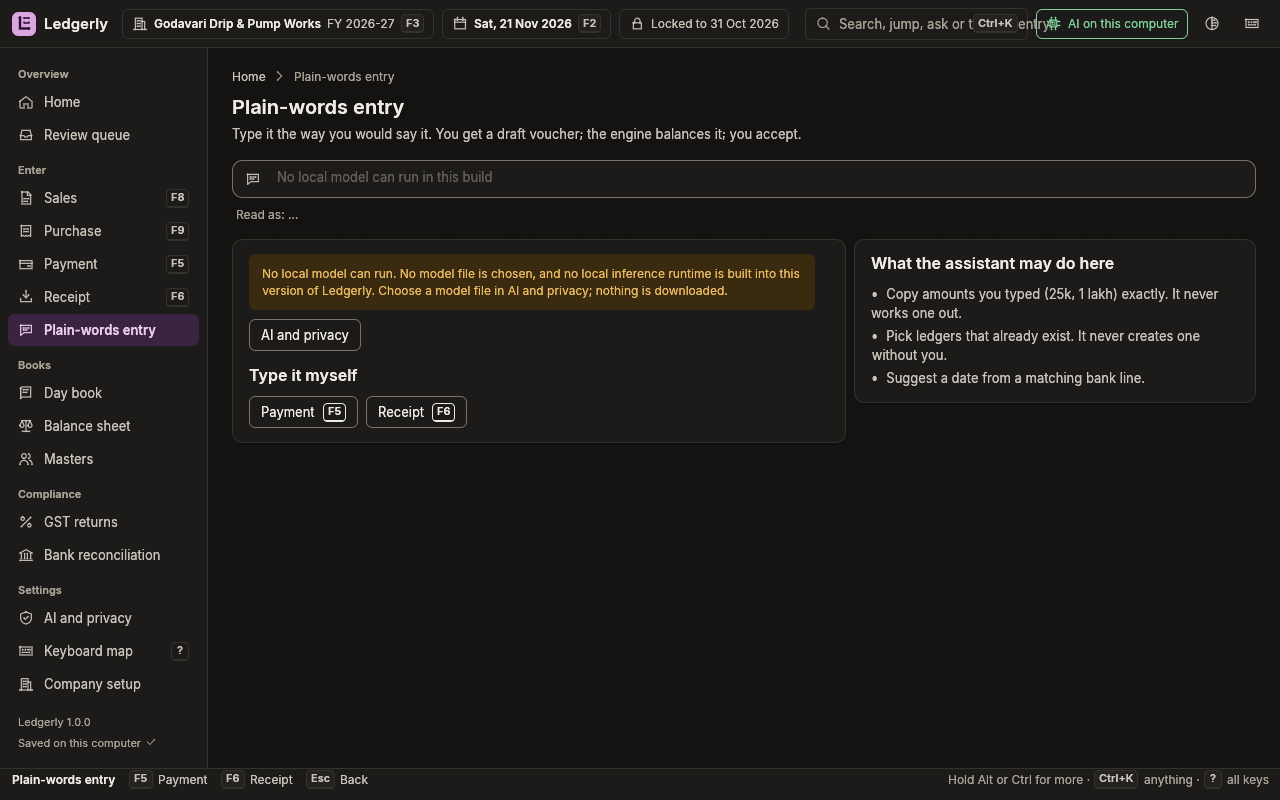 Ledgerly
Godavari Drip & Pump Works FY 2026-27 F3
Sat, 21 Nov 2026 F2
Locked to 31 Oct 2026
Search, jump, ask or t Ctrl+K entry
AI on this computer
Overview
Home
Review queue
Enter
Sales F8
Purchase F9
Payment F5
Receipt F6
Plain-words entry
Books
Day book
Balance sheet
Masters
Compliance
GST returns
Bank reconciliation
Settings
AI and privacy
Keyboard map ?
Company setup
Ledgerly 1.0.0
Saved on this computer
Home Plain-words entry
Plain-words entry
Type it the way you would say it. You get a draft voucher; the engine balances it; you accept.
No local model can run in this build
Read as: ...
No local model can run. No model file is chosen, and no local inference runtime is built into this
version of Ledgerly. Choose a model file in AI and privacy; nothing is downloaded.
AI and privacy
Type it myself
Payment F5 Receipt F6
What the assistant may do here
• Copy amounts you typed (25k, 1 lakh) exactly. It never
works one out.
• Pick ledgers that already exist. It never creates one
without you.
• Suggest a date from a matching bank line.
Plain-words entry F5 Payment F6 Receipt Esc Back
Hold Alt or Ctrl for more · Ctrl+K anything · ? all keys